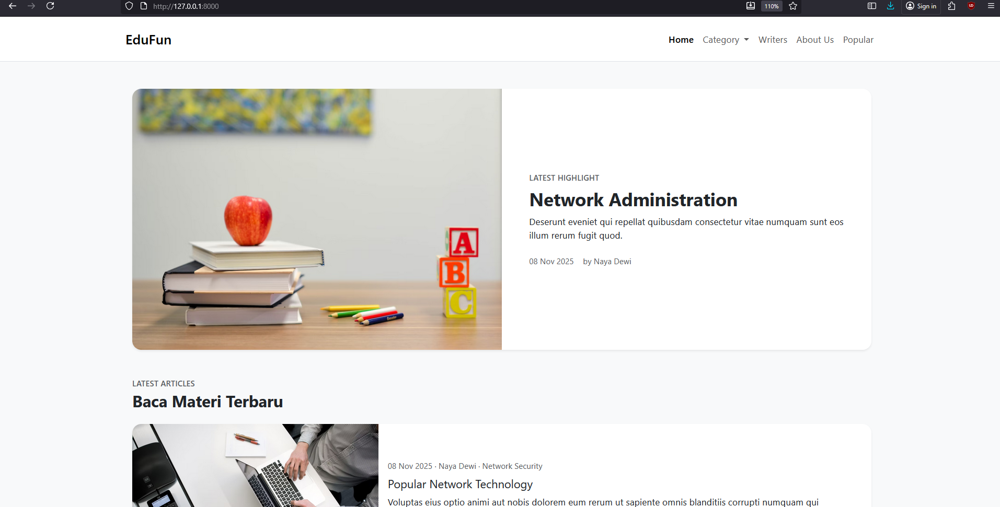 http://127.0.0.1:8000
110%
Sign in
EduFun
Home Category Writers About Us Popular
A
B
C
LATEST HIGHLIGHT
Network Administration
Deserunt eveniet qui repellat quibusdam consectetur vitae numquam sunt eos
illum rerum fugit quod.
08 Nov 2025 by Naya Dewi
LATEST ARTICLES
Baca Materi Terbaru
08 Nov 2025 · Naya Dewi · Network Security
Popular Network Technology
Voluptas eius optio animi aut nobis dolorem eum rerum ut sapiente omnis blanditiis corrupti numquam qui